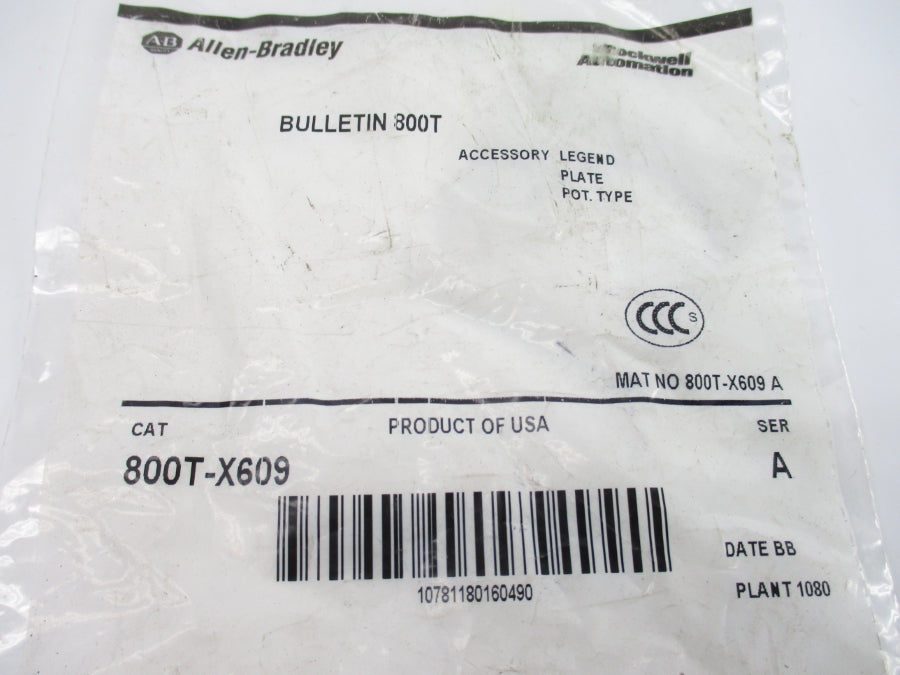 AB Allen-Bradley
Rockwell Automation
BULLETIN 800T
ACCESSORY LEGEND
PLATE
POT. TYPE
CCC S
MAT NO 800T-X609 A
CAT PRODUCT OF USA SER
800T-X609 A
DATE BB
10781180160490
PLANT 1080